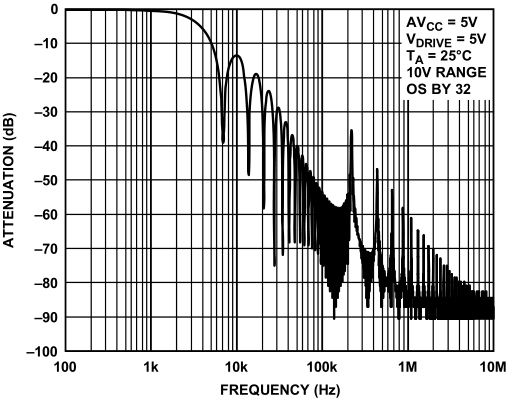 AVCC = 5V
VDRIVE = 5V
TA = 25°C
10V RANGE
OS BY 32
ATTENUATION (dB)
0
–10
–20
–30
–40
–50
–60
–70
–80
–90
–100
100 1k 10k 100k 1M 10M
FREQUENCY (Hz)